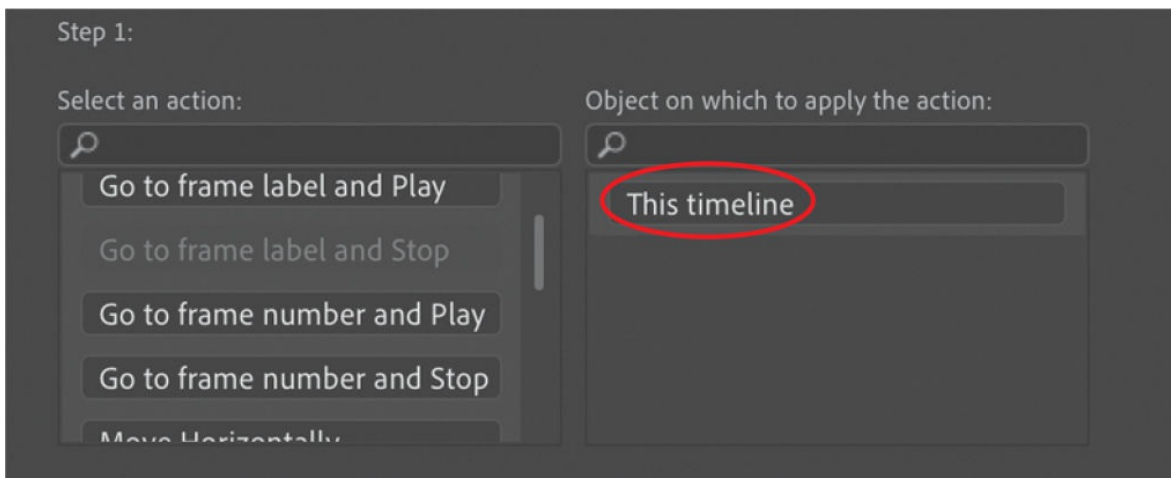 Step 1:
Select an action:
Object on which to apply the action:
Go to frame label and Play
Go to frame label and Stop
Go to frame number and Play
Go to frame number and Stop
Move Horizontally
This timeline